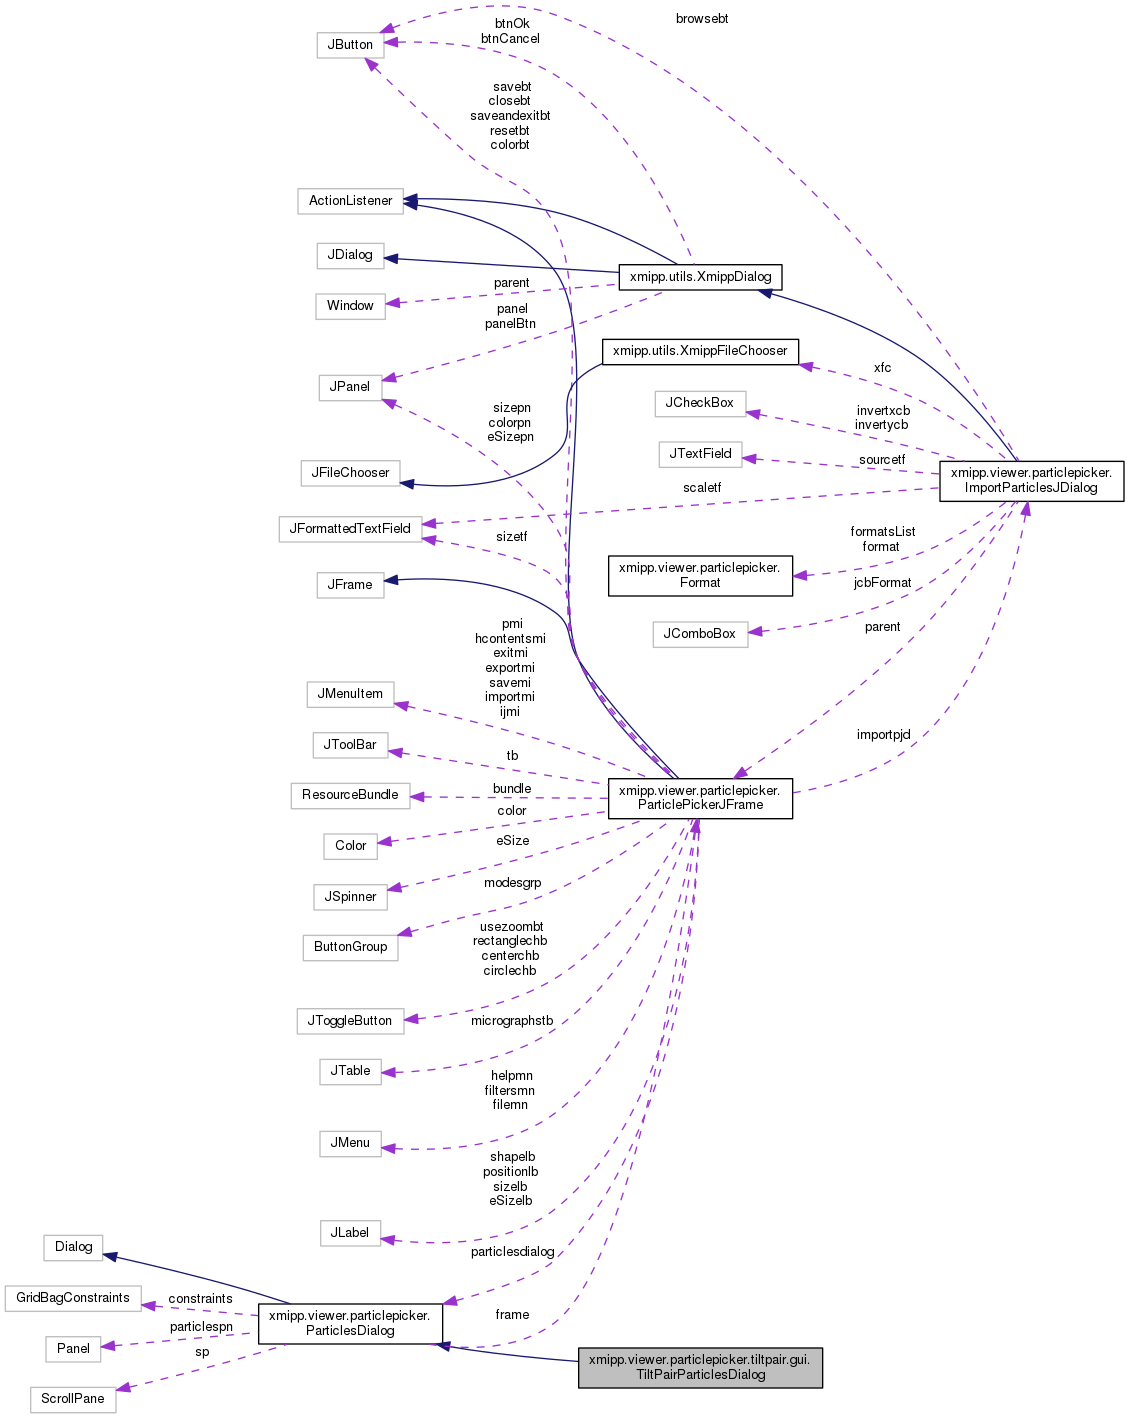 browsebt
btnOk
btnCancel
JButton
savebt
closebt
saveandexitbt
resetbt
colorbt
ActionListener
JDialog
xmipp.utils.XmippDialog
parent
Window
panel
panelBtn
xmipp.utils.XmippFileChooser
xfc
JPanel
JCheckBox
invertxcb
invertycb
sizepn
colorpn
eSizepn
JTextField
sourcetf
JFileChooser
xmipp.viewer.particlepicker.
ImportParticlesJDialog
scaletf
JFormattedTextField
sizetf
formatsList
format
xmipp.viewer.particlepicker.
Format
JFrame
jcbFormat
JComboBox
parent
pmi
hcontentsmi
exitmi
exportmi
savemi
importmi
ijmi
JMenuItem
importpjd
JToolBar
tb
ResourceBundle
bundle
xmipp.viewer.particlepicker.
ParticlePickerJFrame
color
Color
eSize
JSpinner
modesgrp
ButtonGroup
usezoombt
rectanglechb
centerchb
circlechb
JToggleButton
micrographstb
JTable
helpmn
filtersmn
filemn
JMenu
shapelb
positionlb
sizelb
eSizelb
JLabel
Dialog
particlesdialog
GridBagConstraints
constraints
xmipp.viewer.particlepicker.
ParticlesDialog
frame
particlespn
Panel
sp
xmipp.viewer.particlepicker.tiltpair.gui.
TiltPairParticlesDialog
ScrollPane